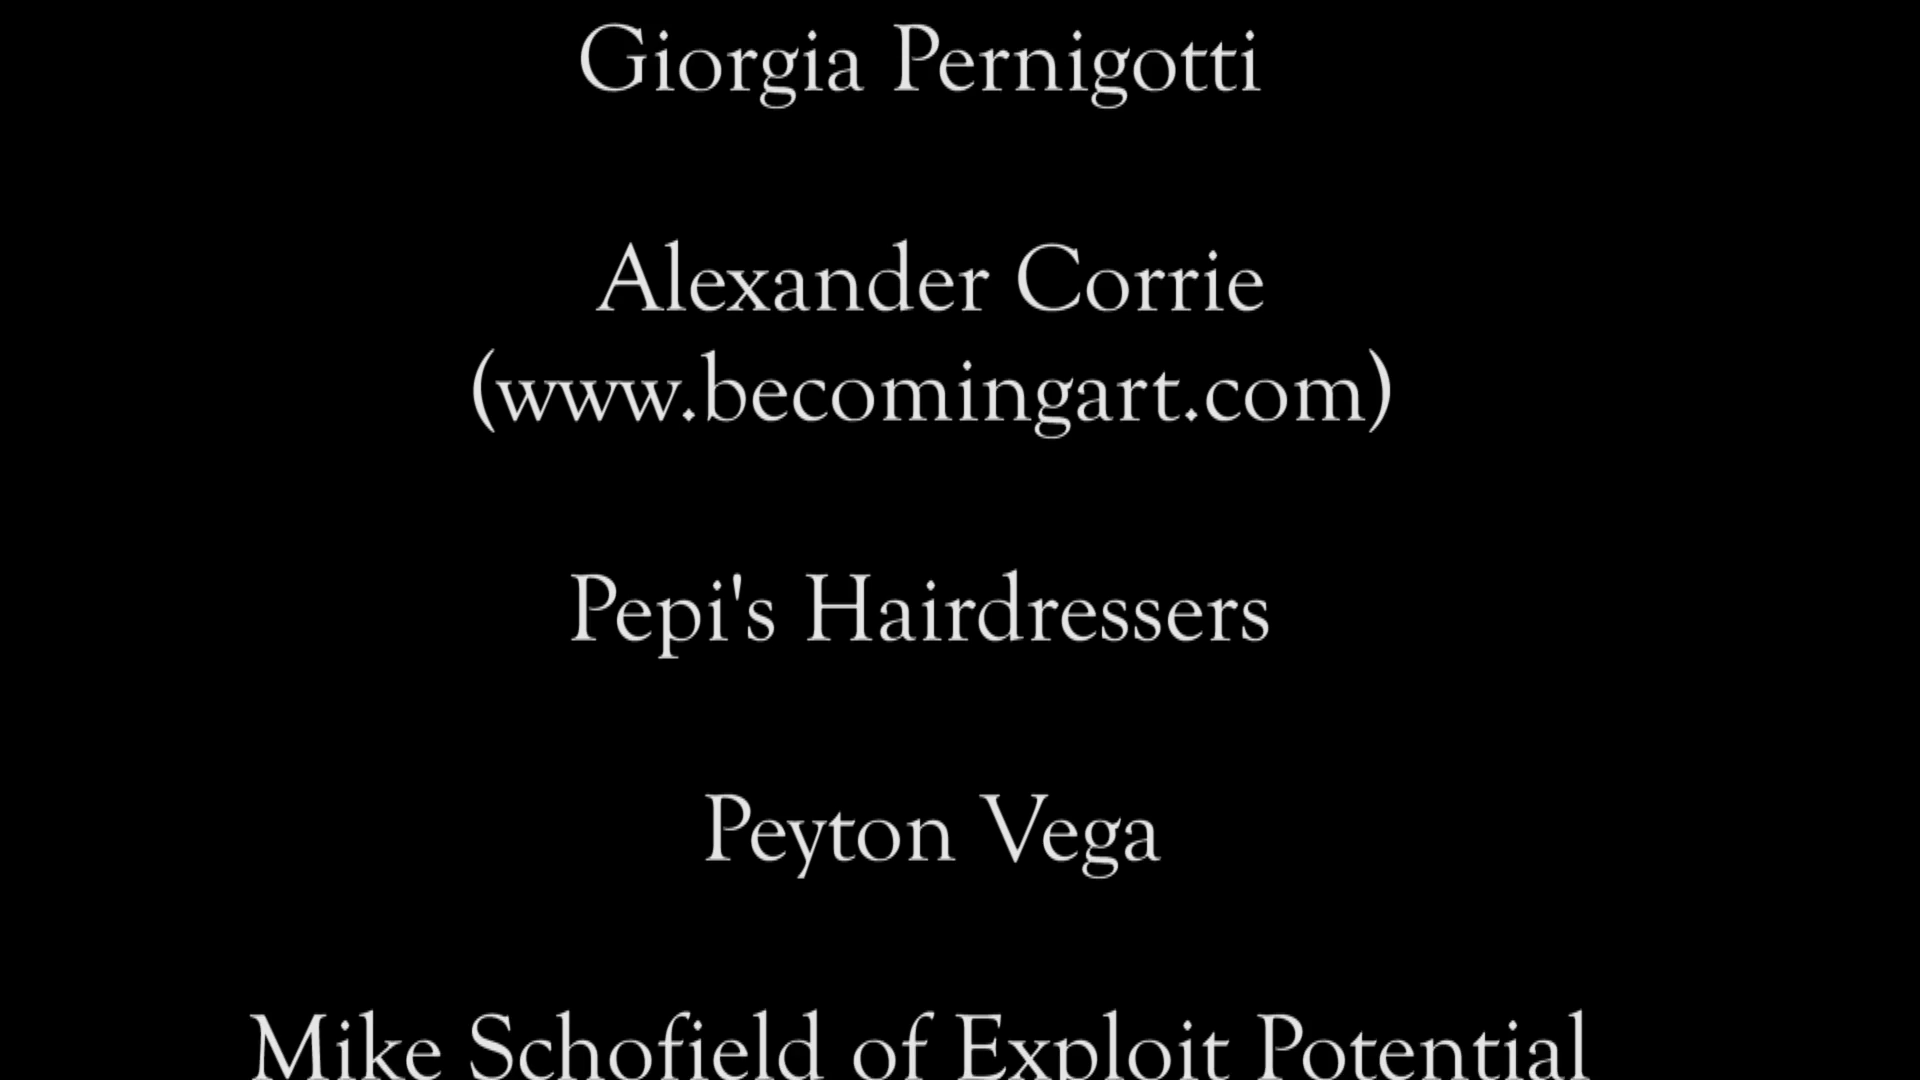 Giorgia Pernigotti
Alexander Corrie
(www.becomingart.com)
Pepi's Hairdressers
Peyton Vega
Mike Schofield of Exploit Potential